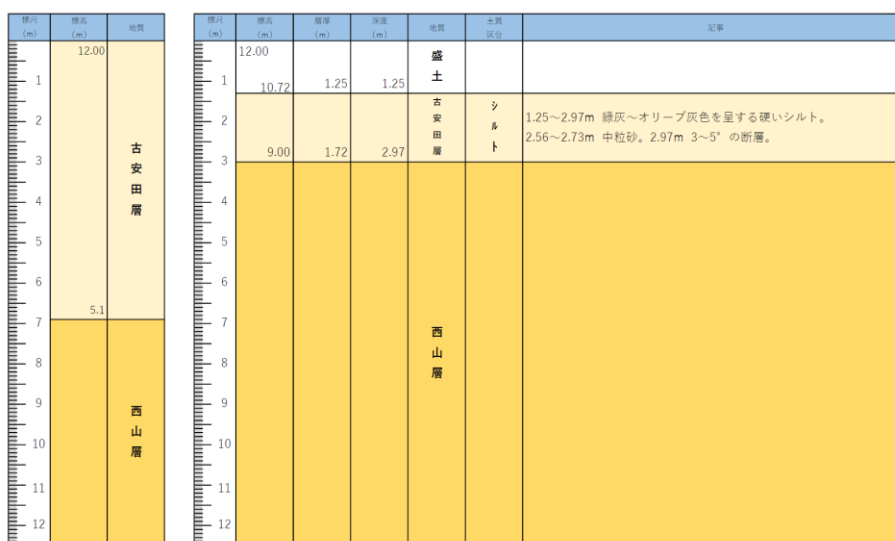 標尺 標高 地質
(m) (m)
12.00
1
2
3
4
5
6
5.1
7
8
9
10
11
12
古安田層
西山層
標尺 標高 層厚 深度 地質 土質 記事
(m) (m) (m) (m) 区分
12.00
盛土
1 10.72 1.25 1.25
古安田層
シルト
2 1.25～2.97m 緑灰～オリーブ灰色を呈する硬いシルト。
2.56～2.73m 中粒砂。2.97m 3～5°の断層。
3 9.00 1.72 2.97
4
5
6
7
西山層
8
9
10
11
12